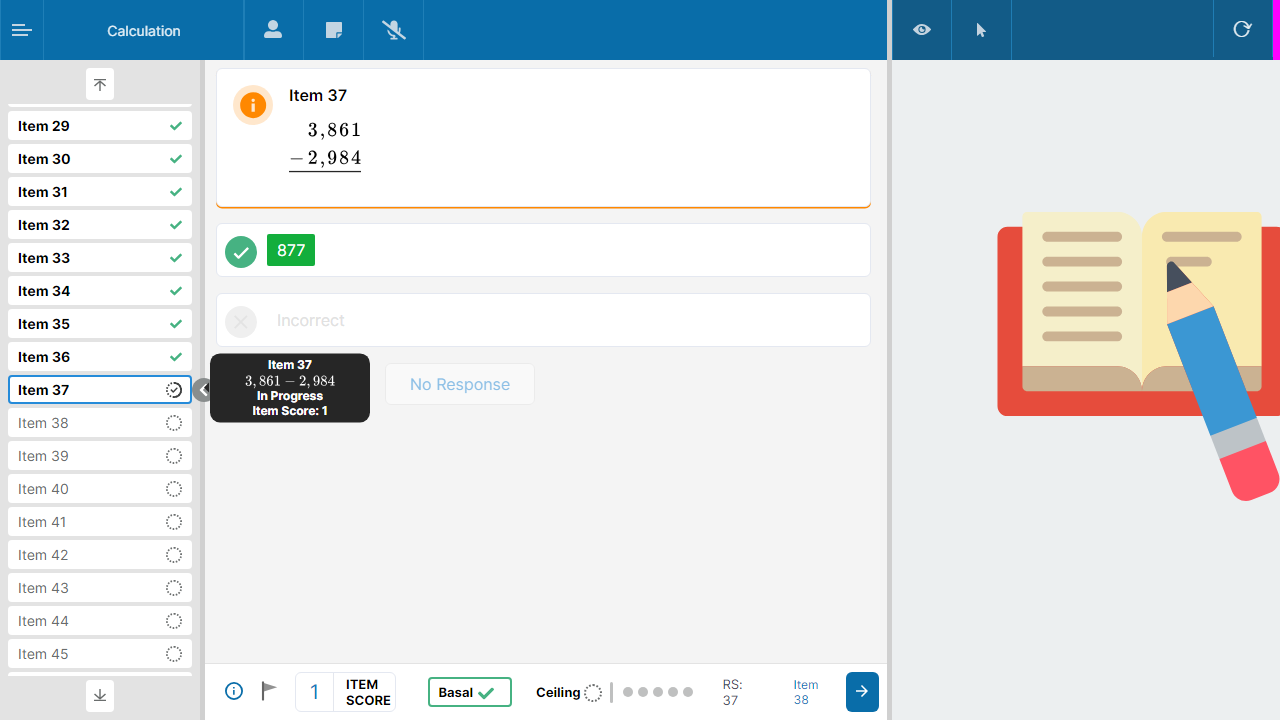 Calculation
Item 29
Item 30
Item 31
Item 32
Item 33
Item 34
Item 35
Item 36
Item 37
Item 38
Item 39
Item 40
Item 41
Item 42
Item 43
Item 44
Item 45
Item 37
3,861
− 2,984
877
Incorrect
Item 37
3,861 − 2,984
In Progress
Item Score: 1
No Response
1
ITEM
SCORE
Basal
Ceiling
RS:
37
Item
38